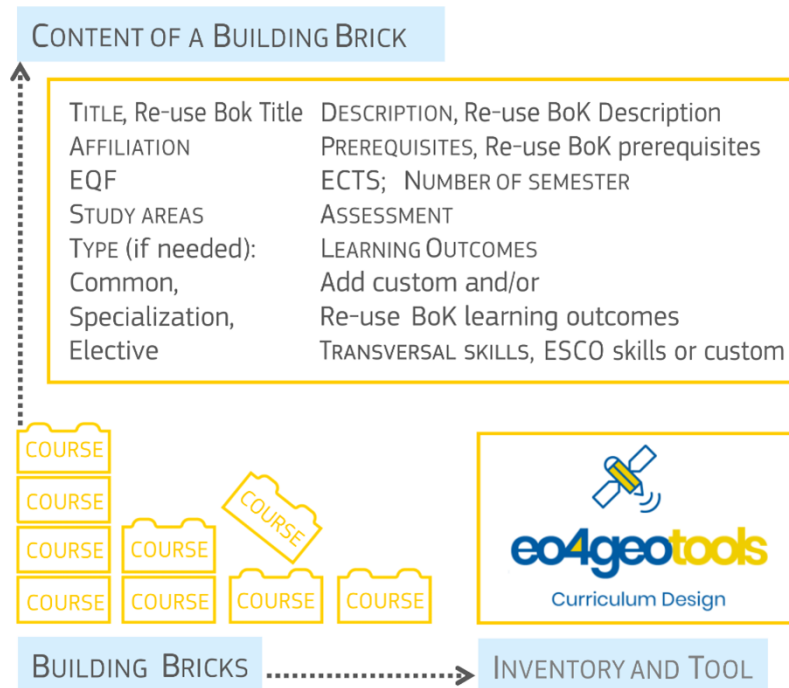 CONTENT OF A BUILDING BRICK
TITLE, Re-use Bok Title
AFFILIATION
EQF
STUDY AREAS
TYPE (if needed):
Common,
Specialization,
Elective
DESCRIPTION, Re-use BoK Description
PREREQUISITES, Re-use BoK prerequisites
ECTS; NUMBER OF SEMESTER
ASSESSMENT
LEARNING OUTCOMES
Add custom and/or
Re-use BoK learning outcomes
TRANSVERSAL SKILLS, ESCO skills or custom
COURSE
COURSE
COURSE
COURSE
COURSE
COURSE
COURSE
COURSE
COURSE
eo4geotools
Curriculum Design
BUILDING BRICKS
INVENTORY AND TOOL